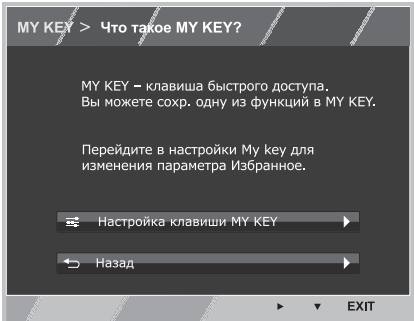 MY KEY > Что такое MY KEY?
MY KEY – клавиша быстрого доступа.
Вы можете сохр. одну из функций в MY KEY.
Перейдите в настройки My key для
изменения параметра Избранное.
Настройка клавиши MY KEY
Назад
EXIT